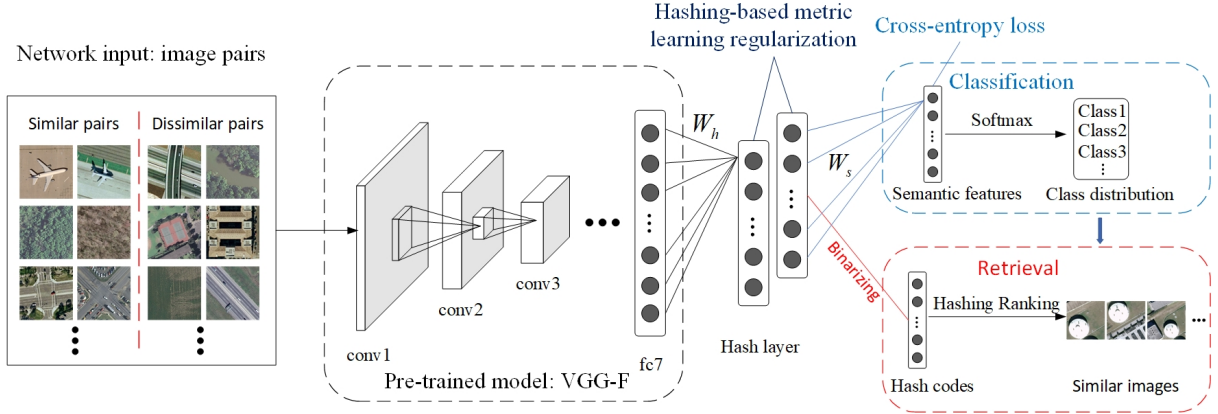 Network input: image pairs
Similar pairs
Dissimilar pairs
conv1
conv2
conv3
fc7
Pre-trained model: VGG-F
W_h
Hashing-based metric
learning regularization
Hash layer
W_s
Binarizing
Cross-entropy loss
Classification
Softmax
Semantic features
Class1
Class2
Class3
Class distribution
Retrieval
Hashing Ranking
Hash codes
Similar images